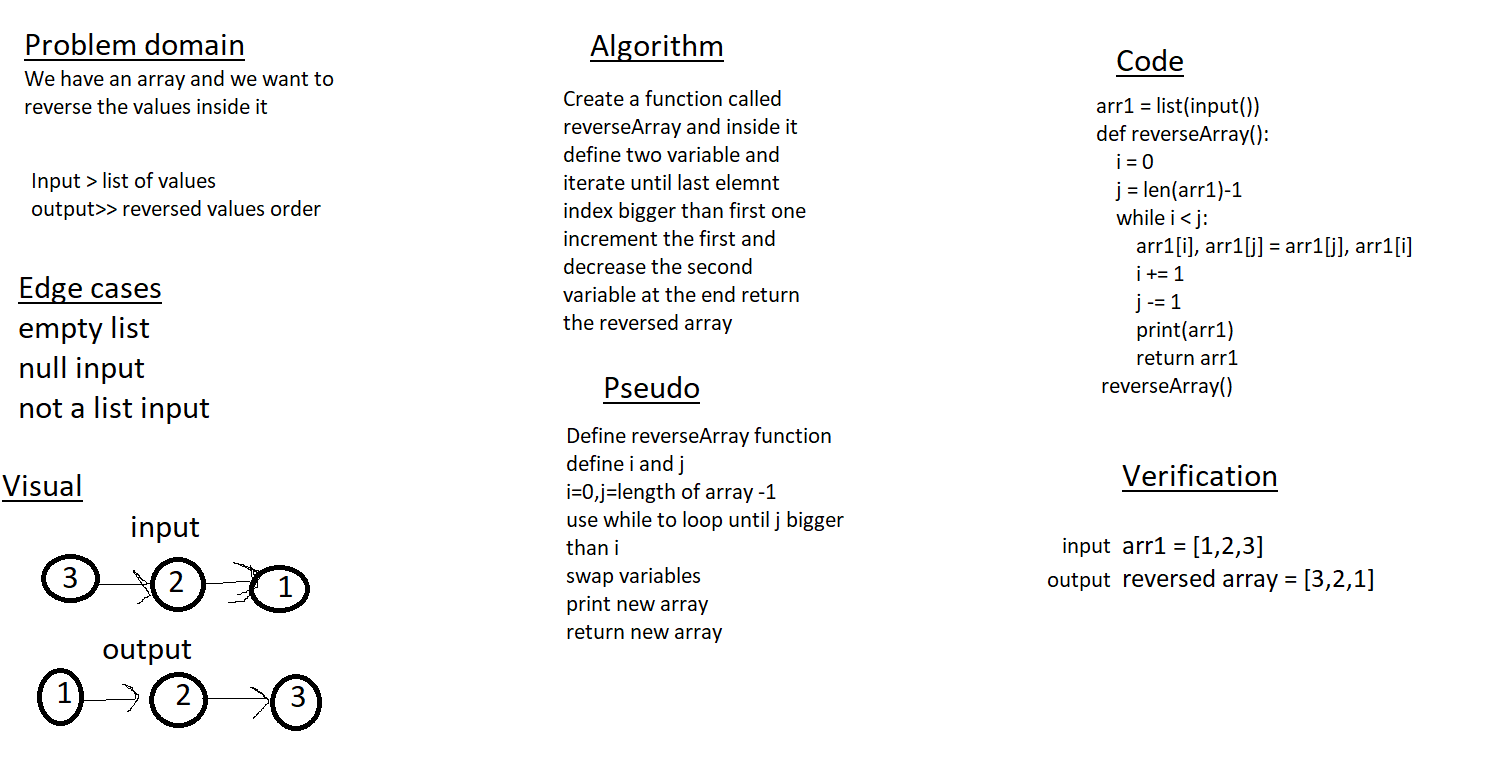 Problem domain
We have an array and we want to
reverse the values inside it
Input > list of values
output>> reversed values order
Edge cases
empty list
null input
not a list input
Visual
input
3
2
1
output
1
2
3
Algorithm
Create a function called
reverseArray and inside it
define two variable and
iterate until last elemnt
index bigger than first one
increment the first and
decrease the second
variable at the end return
the reversed array
Pseudo
Define reverseArray function
define i and j
i=0,j=length of array -1
use while to loop until j bigger
than i
swap variables
print new array
return new array
Code
arr1 = list(input())
def reverseArray():
i = 0
j = len(arr1)-1
while i < j:
arr1[i], arr1[j] = arr1[j], arr1[i]
i += 1
j -= 1
print(arr1)
return arr1
reverseArray()
Verification
input arr1 = [1,2,3]
output reversed array = [3,2,1]